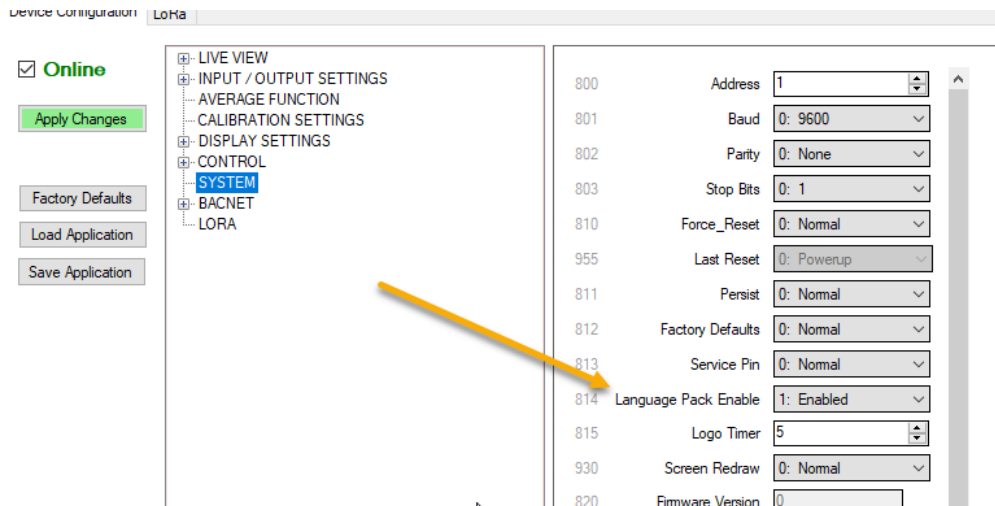 Device Configuration LoRa
Online
Apply Changes
Factory Defaults
Load Application
Save Application
LIVE VIEW
INPUT / OUTPUT SETTINGS
AVERAGE FUNCTION
CALIBRATION SETTINGS
DISPLAY SETTINGS
CONTROL
SYSTEM
BACNET
LORA
800 Address 1
801 Baud 0: 9600
802 Parity 0: None
803 Stop Bits 0: 1
810 Force_Reset 0: Normal
955 Last Reset 0: Powerup
811 Persist 0: Normal
812 Factory Defaults 0: Normal
813 Service Pin 0: Normal
814 Language Pack Enable 1: Enabled
815 Logo Timer 5
930 Screen Redraw 0: Normal
820 Firmware Version 0